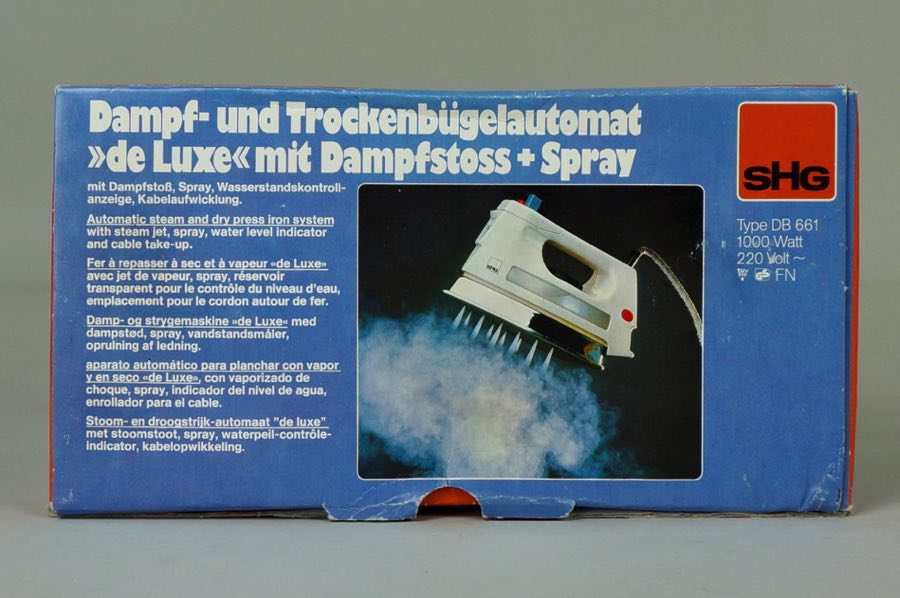 Dampf- und Trockenbügelautomat
»de Luxe« mit Dampfstoss + Spray
mit Dampfstoß, Spray, Wasserstandskontroll-
anzeige, Kabelaufwicklung.
Automatic steam and dry press iron system
with steam jet, spray, water level indicator
and cable take-up.
Fer à repasser à sec et à vapeur «de Luxe»
avec jet de vapeur, spray, réservoir
transparent pour le contrôle du niveau d'eau,
emplacement pour le cordon autour de fer.
Damp- og strygemaskine »de Luxe« med
dampstød, spray, vandstandsmåler,
oprulning af ledning.
aparato automático para planchar con vapor
y en seco «de Luxe», con vaporizado de
choque, spray, indicador del nivel de agua,
enrollador para el cable.
Stoom- en droogstrijk-automaat "de luxe"
met stoomstoot, spray, waterpeil-contrôle-
indicator, kabelopwikkeling.
SHG
SHG
Type DB 661
1000 Watt
220 Volt ~
FN